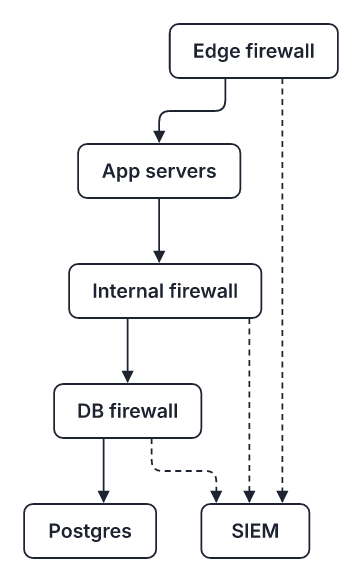 Edge firewall
App servers
Internal firewall
DB firewall
Postgres
SIEM